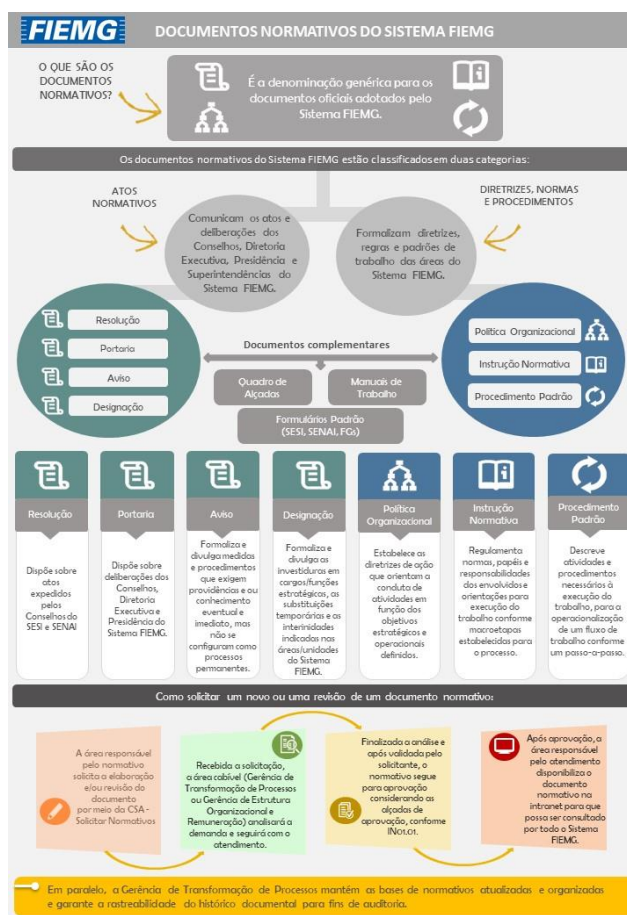 FIEMG
DOCUMENTOS NORMATIVOS DO SISTEMA FIEMG
O QUE SÃO OS
DOCUMENTOS
NORMATIVOS?
É a denominação genérica para os
documentos oficiais adotados pelo
Sistema FIEMG.
Os documentos normativos do Sistema FIEMG estão classificados em duas categorias:
ATOS
NORMATIVOS
Comunicam os atos e
deliberações dos
Conselhos, Diretoria
Executiva, Presidência e
Superintendências do
Sistema FIEMG.
Formalizam diretrizes,
regras e padrões de
trabalho das áreas do
Sistema FIEMG.
DIRETRIZES, NORMAS
E PROCEDIMENTOS
Resolução
Portaria
Aviso
Designação
Documentos complementares
Quadro de
Alçadas
Manuais de
Trabalho
Formulários Padrão
(SESI, SENAI, FGs)
Política Organizacional
Instrução Normativa
Procedimento Padrão
Resolução
Dispõe sobre
atos
expedidos
pelos
Conselhos do
SESI e SENAI
Portaria
Dispõe sobre
deliberações dos
Conselhos,
Diretoria
Executiva e
Presidência do
Sistema FIEMG.
Aviso
Formaliza e
divulga medidas
e procedimentos
que exigem
providências e ou
conhecimento
eventual e
imediato, mas
não se
configuram como
processos
permanentes.
Designação
Formaliza e
divulga as
investiduras em
cargos/funções
estratégicas, as
substituições
temporárias e as
interinidades
indicadas nas
áreas/unidades
do Sistema
FIEMG.
Política
Organizacional
Estabelece as
diretrizes de ação
que orientam a
conduta de
atividades em
função dos
objetivos
estratégicos e
operacionais
definidos.
Instrução
Normativa
Regulamenta
normas, papéis e
responsabilidades
dos envolvidos e
orientações para
execução do
trabalho conforme
macroetapas
estabelecidas para
o processo.
Procedimento
Padrão
Descreve
atividades e
procedimentos
necessários à
execução do
trabalho, para a
operacionalização
de um fluxo de
trabalho conforme
um passo-a-passo.
Como solicitar um novo ou uma revisão de um documento normativo:
A área responsável
pelo normativo
solicita a elaboração
e/ou revisão do
documento
por meio da CSA -
Solicitar Normativos
Recebida a solicitação,
a área cabível (Gerência de
Transformação de Processos
ou Gerência de Estrutura
Organizacional e
Remuneração) analisará a
demanda e seguirá com o
atendimento.
Finalizada a análise e
após validada pelo
solicitante, o
normativo segue
para aprovação
considerando as
alçadas de
aprovação, conforme
IN01.01.
Após aprovação, a
área responsável
pelo atendimento
disponibiliza o
documento
normativo na
intranet para que
possa ser consultado
por todo o Sistema
FIEMG.
Em paralelo, a Gerência de Transformação de Processos mantém as bases de normativos atualizadas e organizadas
e garante a rastreabilidade do histórico documental para fins de auditoria.